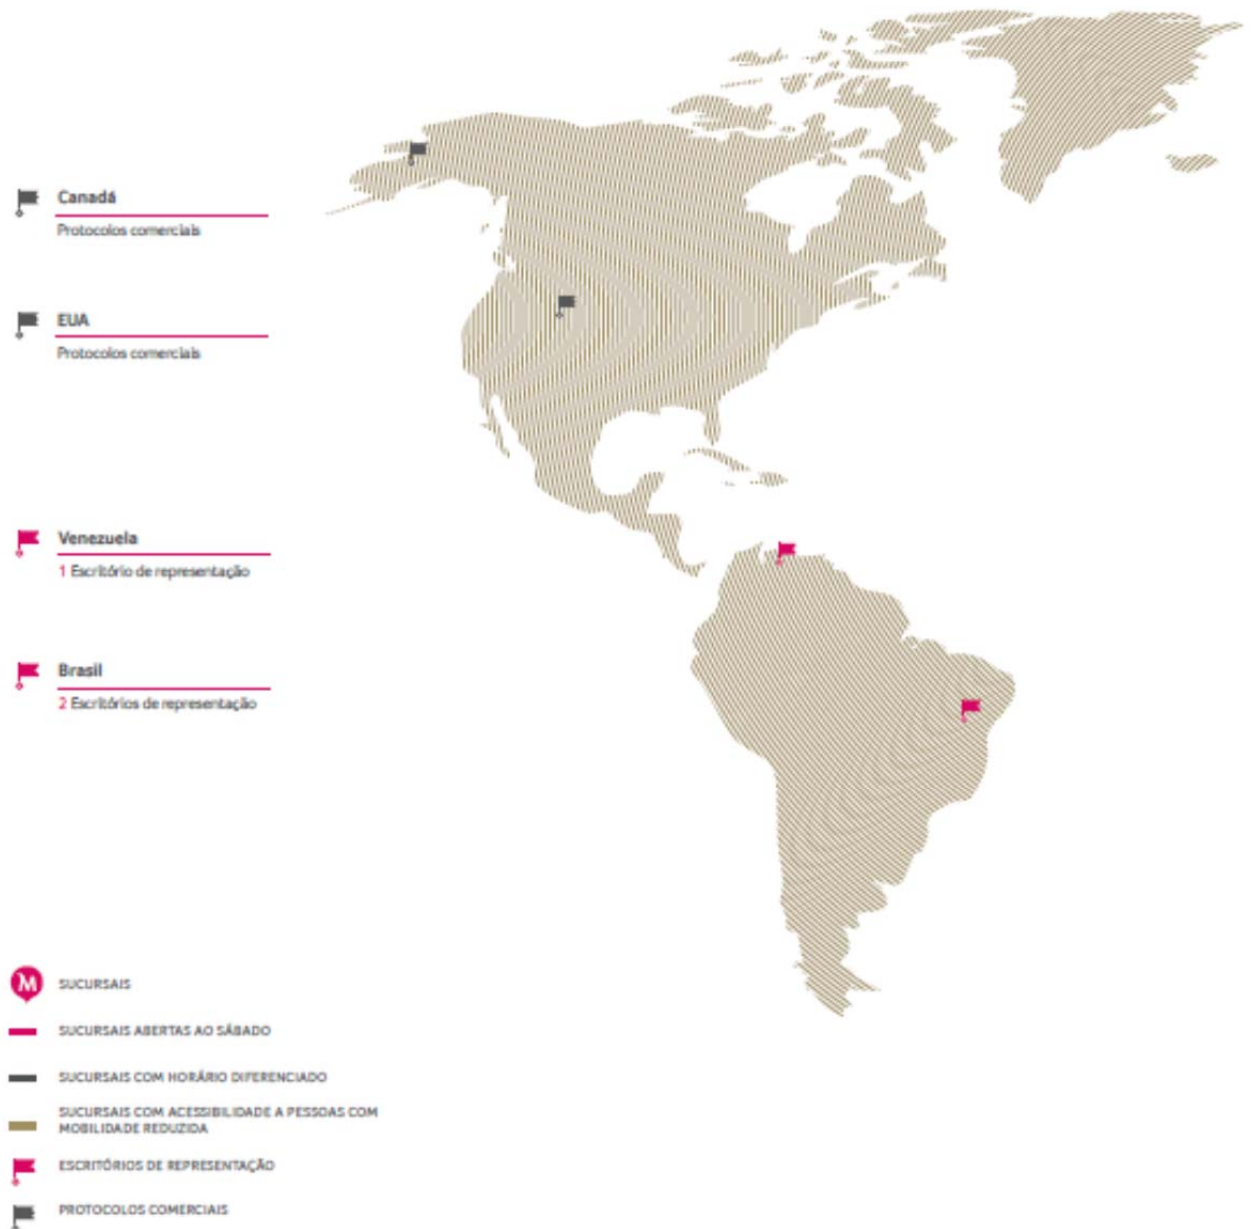 Canadá
Protocolos comerciais
EUA
Protocolos comerciais
Venezuela
1 Escritório de representação
Brasil
2 Escritórios de representação
M
SUCURSAIS
SUCURSAIS ABERTAS AO SÁBADO
SUCURSAIS COM HORÁRIO DIFERENCIADO
SUCURSAIS COM ACESSIBILIDADE A PESSOAS COM
MOBILIDADE REDUZIDA
ESCRITÓRIOS DE REPRESENTAÇÃO
PROTOCOLOS COMERCIAIS